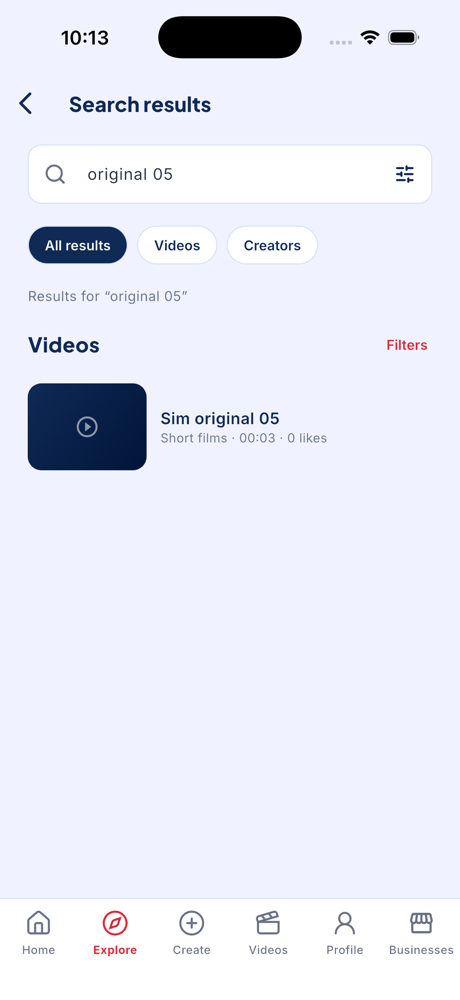 10:13
Search results
original 05
All results
Videos
Creators
Results for “original 05”
Videos
Filters
Sim original 05
Short films · 00:03 · 0 likes
Home
Explore
Create
Videos
Profile
Businesses